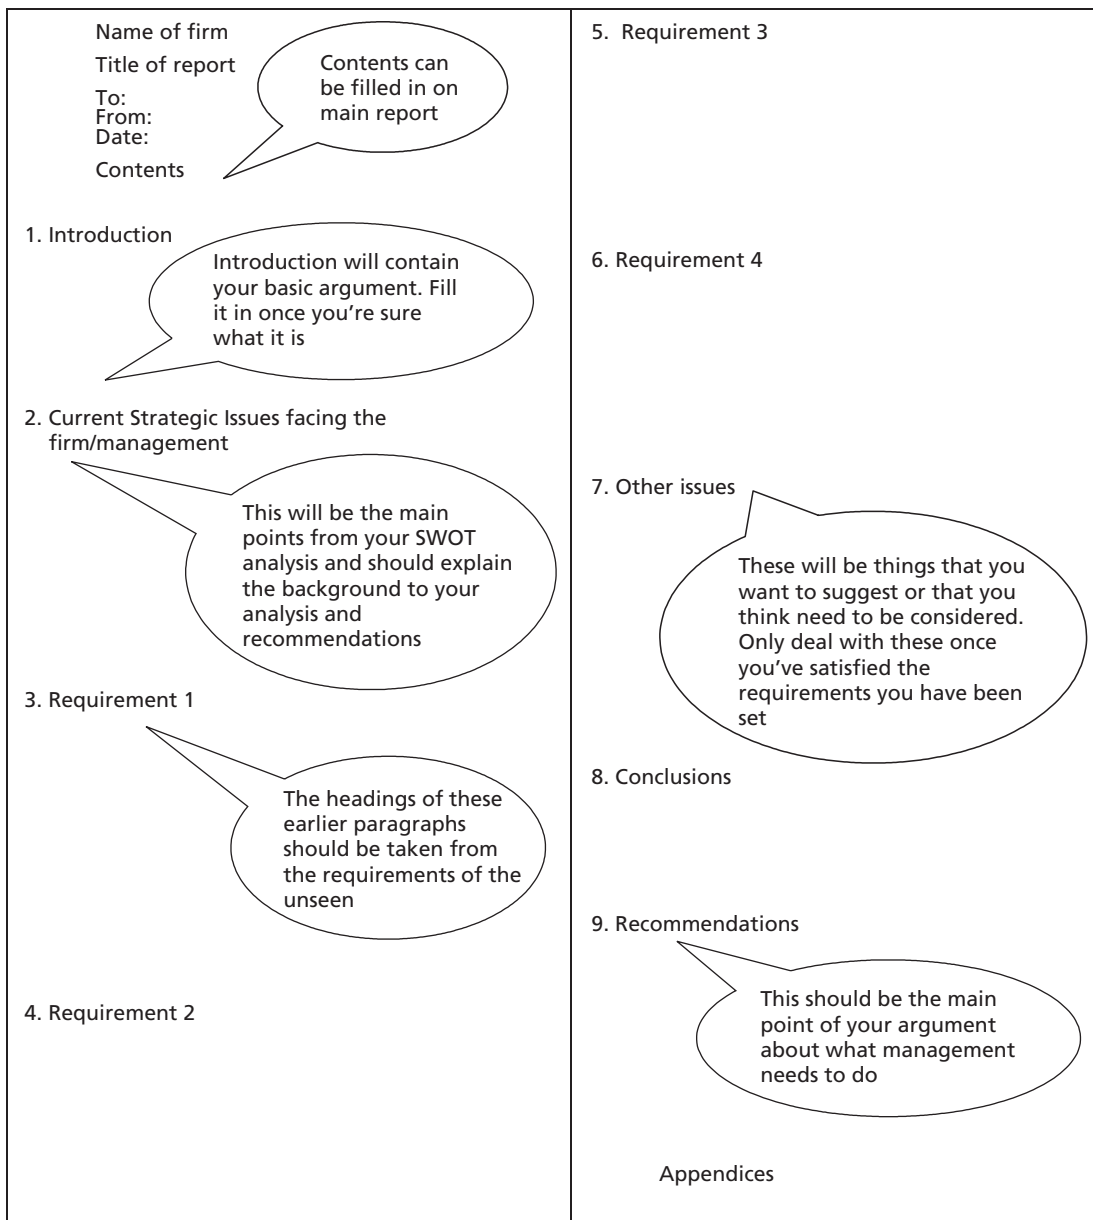 Name of firm
Title of report
To:
From:
Date:
Contents
Contents can
be filled in on
main report
1. Introduction
Introduction will contain
your basic argument. Fill
it in once you're sure
what it is
2. Current Strategic Issues facing the
firm/management
This will be the main
points from your SWOT
analysis and should explain
the background to your
analysis and
recommendations
3. Requirement 1
The headings of these
earlier paragraphs
should be taken from
the requirements of the
unseen
4. Requirement 2
5. Requirement 3
6. Requirement 4
7. Other issues
These will be things that you
want to suggest or that you
think need to be considered.
Only deal with these once
you've satisfied the
requirements you have been
set
8. Conclusions
9. Recommendations
This should be the main
point of your argument
about what management
needs to do
Appendices